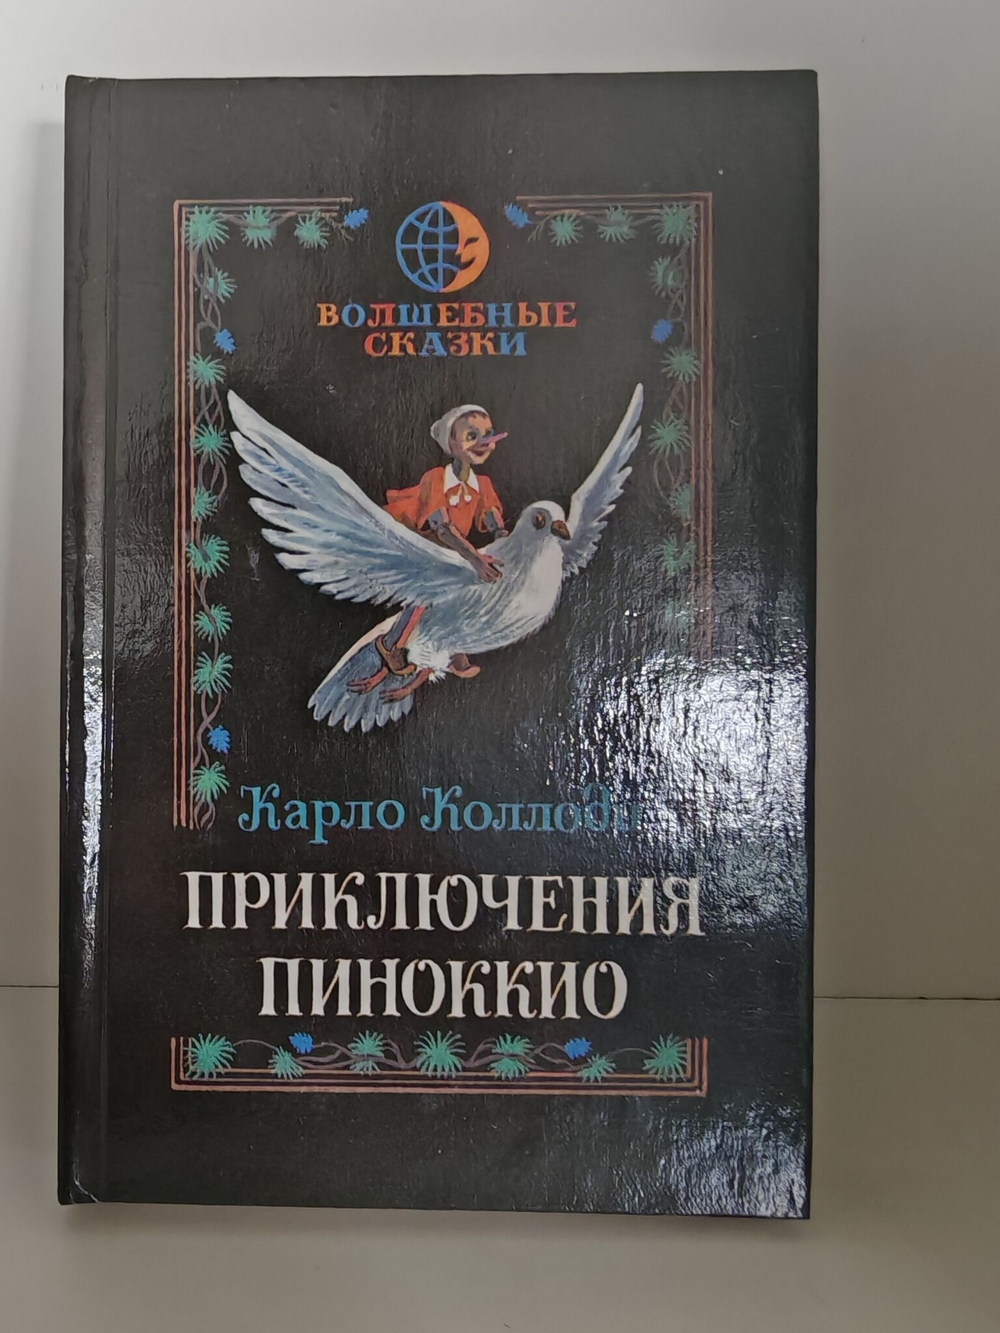 ВОЛШЕБНЫЕ
СКАЗКИ
Карло Коллоди
ПРИКЛЮЧЕНИЯ
ПИНОККИО